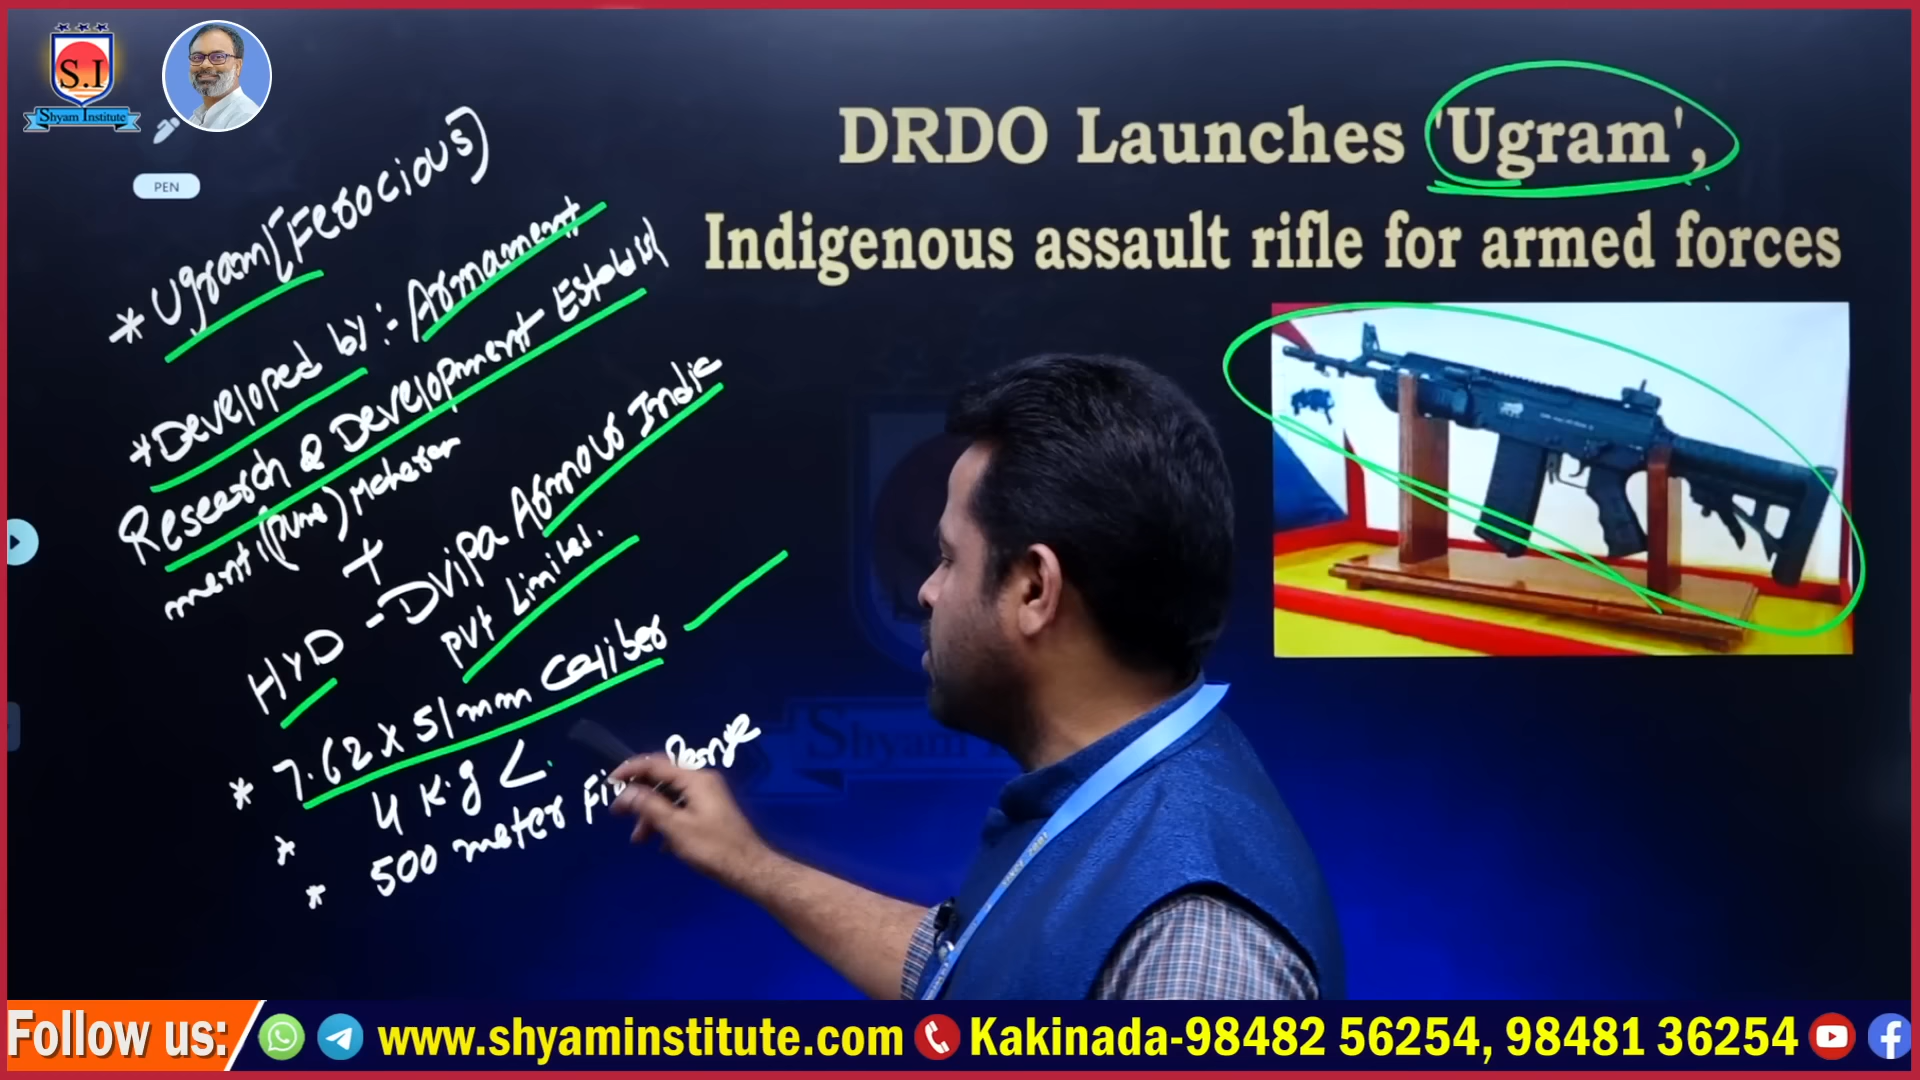 S.I
Shyam Institute
PEN
DRDO Launches 'Ugram',
Indigenous assault rifle for armed forces
* Ugram [Ferocious]
* Developed by :- Armament
Research & Development Establish
ment, (Pune) Mahara
+
HYD - Dvipa Armour India
Pvt Limited.
* 7.62 x 51 mm Caliber
* 4 K.g <.
* 500 meter Range
Follow us: www.shyaminstitute.com Kakinada-98482 56254, 98481 36254